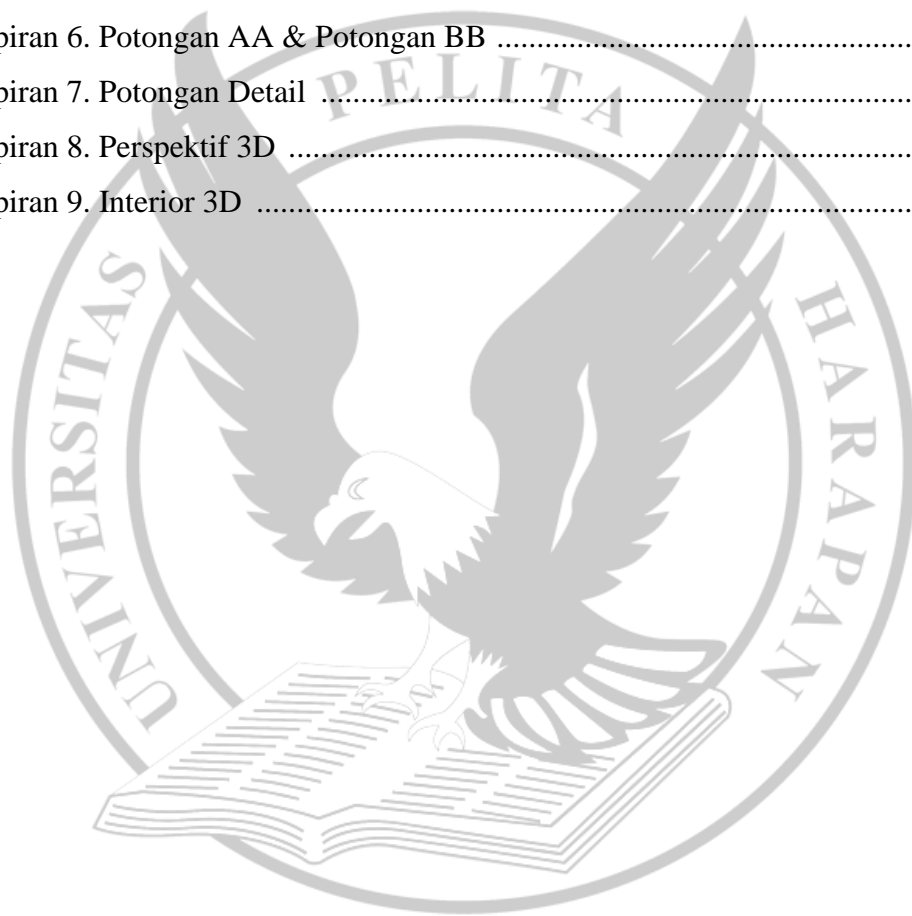 piran 6. Potongan AA & Potongan BB ..........................................................
piran 7. Potongan Detail ..........................................................................
piran 8. Perspektif 3D ..............................................................................
piran 9. Interior 3D ..................................................................................
UNIVERSITAS PELITA HARAPAN